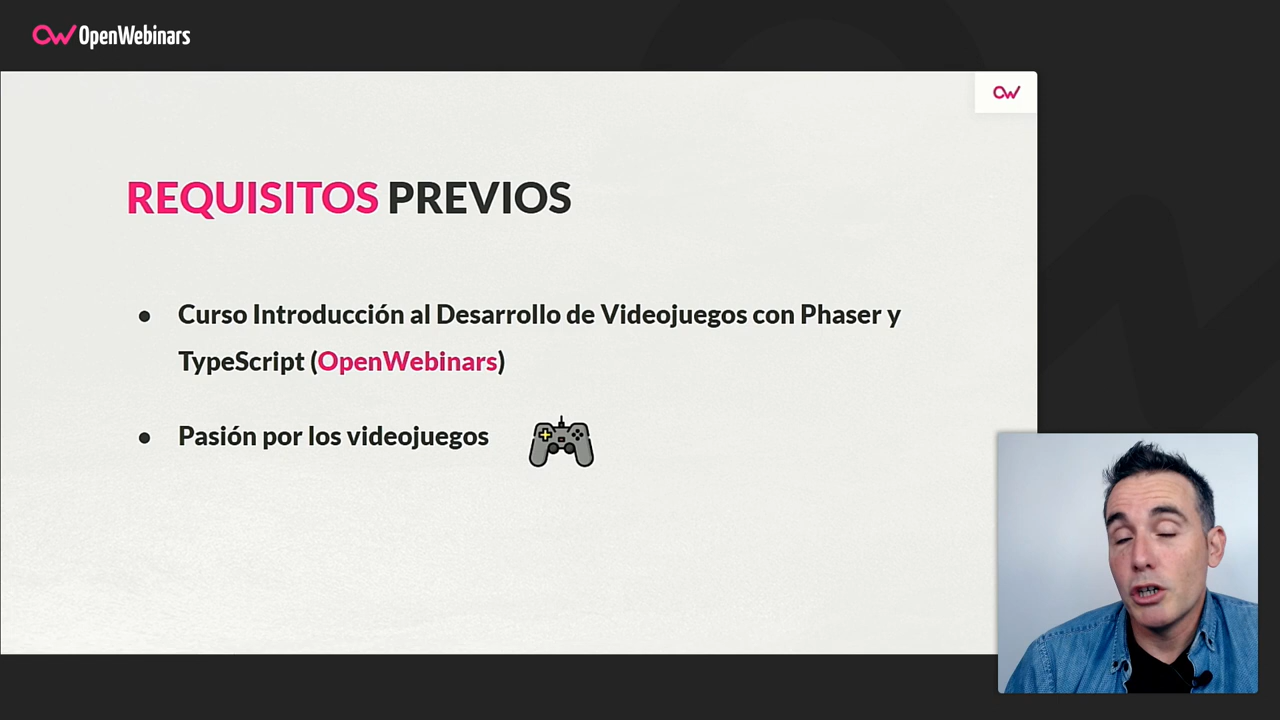 OpenWebinars
REQUISITOS PREVIOS
● Curso Introducción al Desarrollo de Videojuegos con Phaser y
TypeScript (OpenWebinars)
● Pasión por los videojuegos